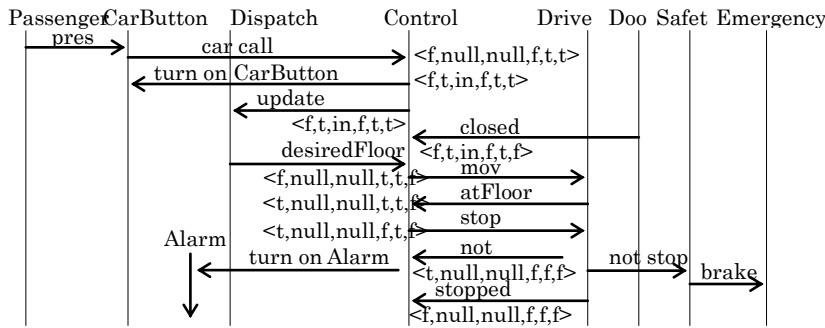 Passenger CarButton Dispatch Control Drive Doo Safet Emergency
pres
car call
<f,null,null,f,t,t>
turn on CarButton
<f,t,in,f,t,t>
update
<f,t,in,f,t,t>
closed
desiredFloor
<f,t,in,f,t,f>
mov
<f,null,null,t,t,f>
atFloor
<t,null,null,t,t,f>
stop
<t,null,null,f,t,f>
Alarm
not
turn on Alarm
not stop
<t,null,null,f,f,f>
brake
stopped
<f,null,null,f,f,f>